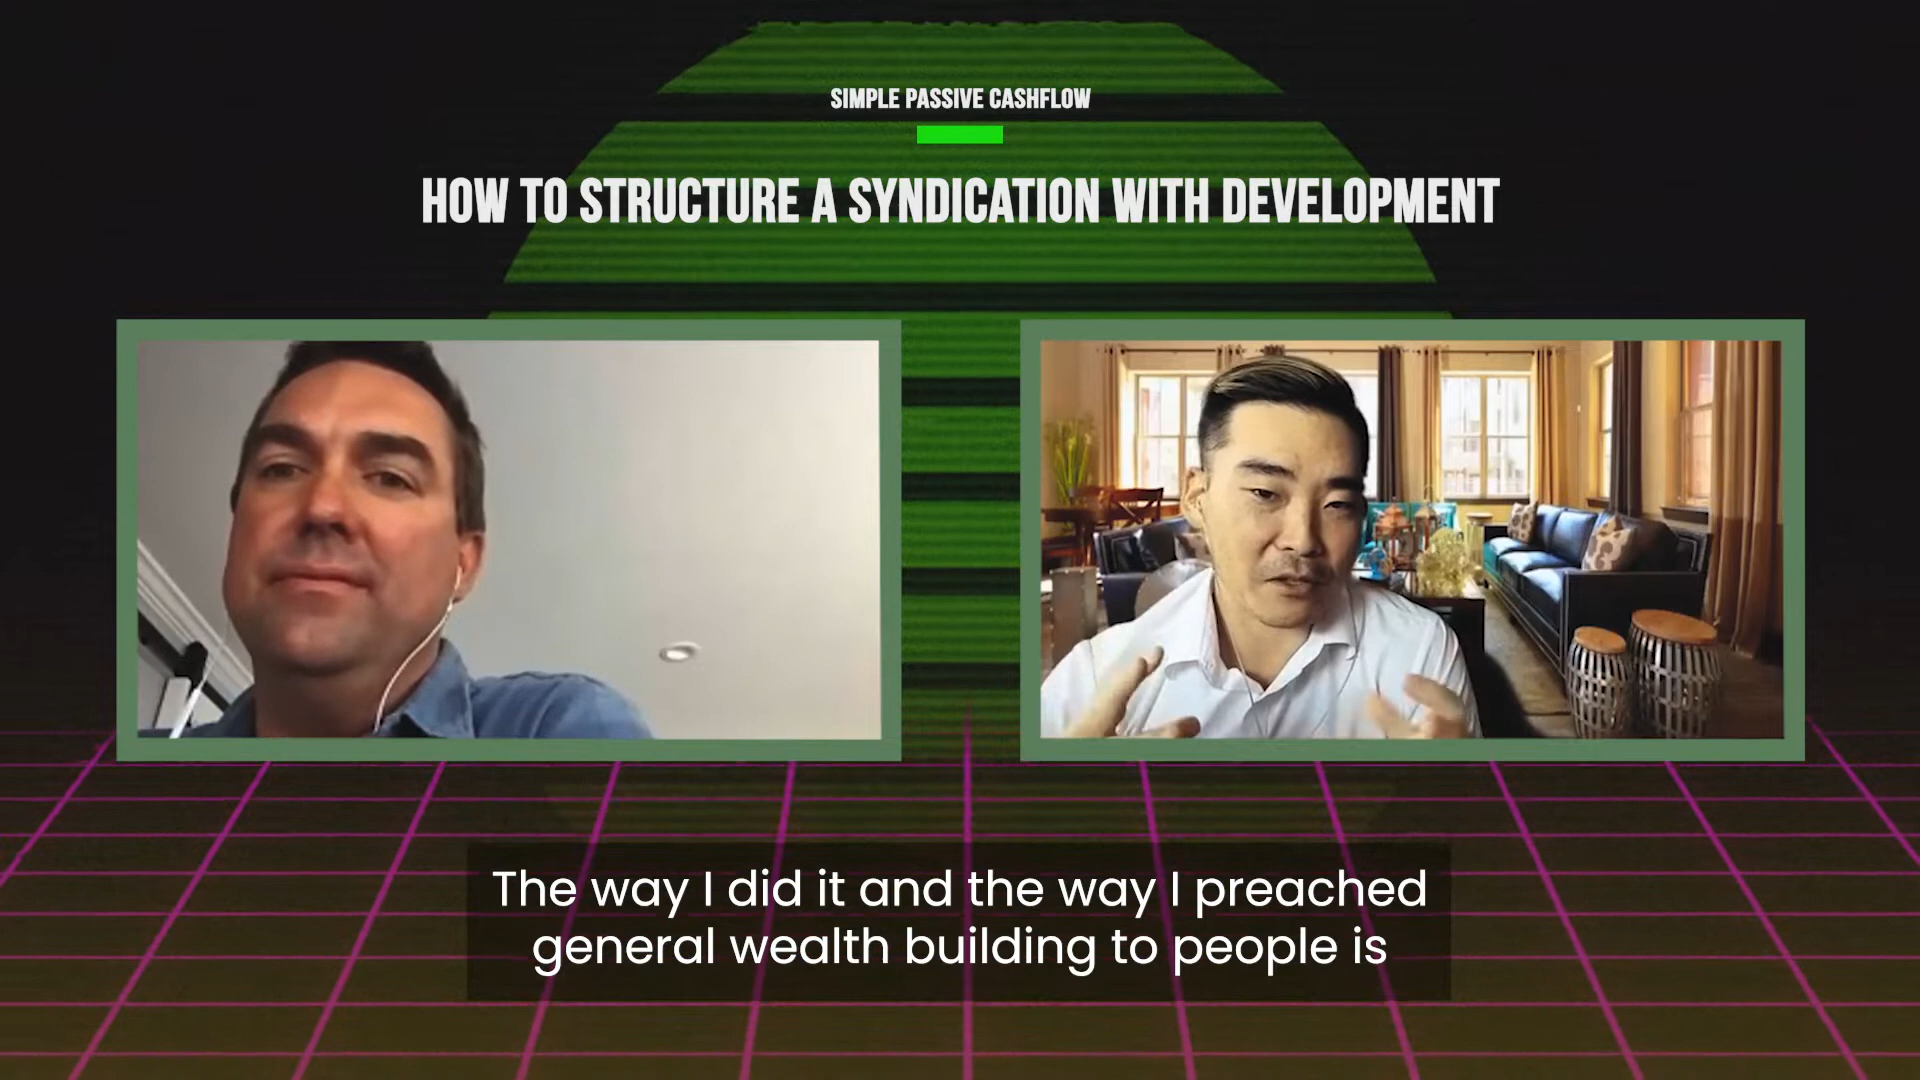 SIMPLE PASSIVE CASHFLOW
HOW TO STRUCTURE A SYNDICATION WITH DEVELOPMENT
The way I did it and the way I preached
general wealth building to people is